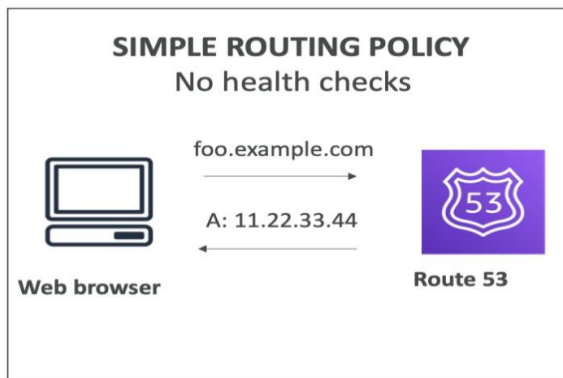 SIMPLE ROUTING POLICY
No health checks
foo.example.com
53
A: 11.22.33.44
Web browser
Route 53